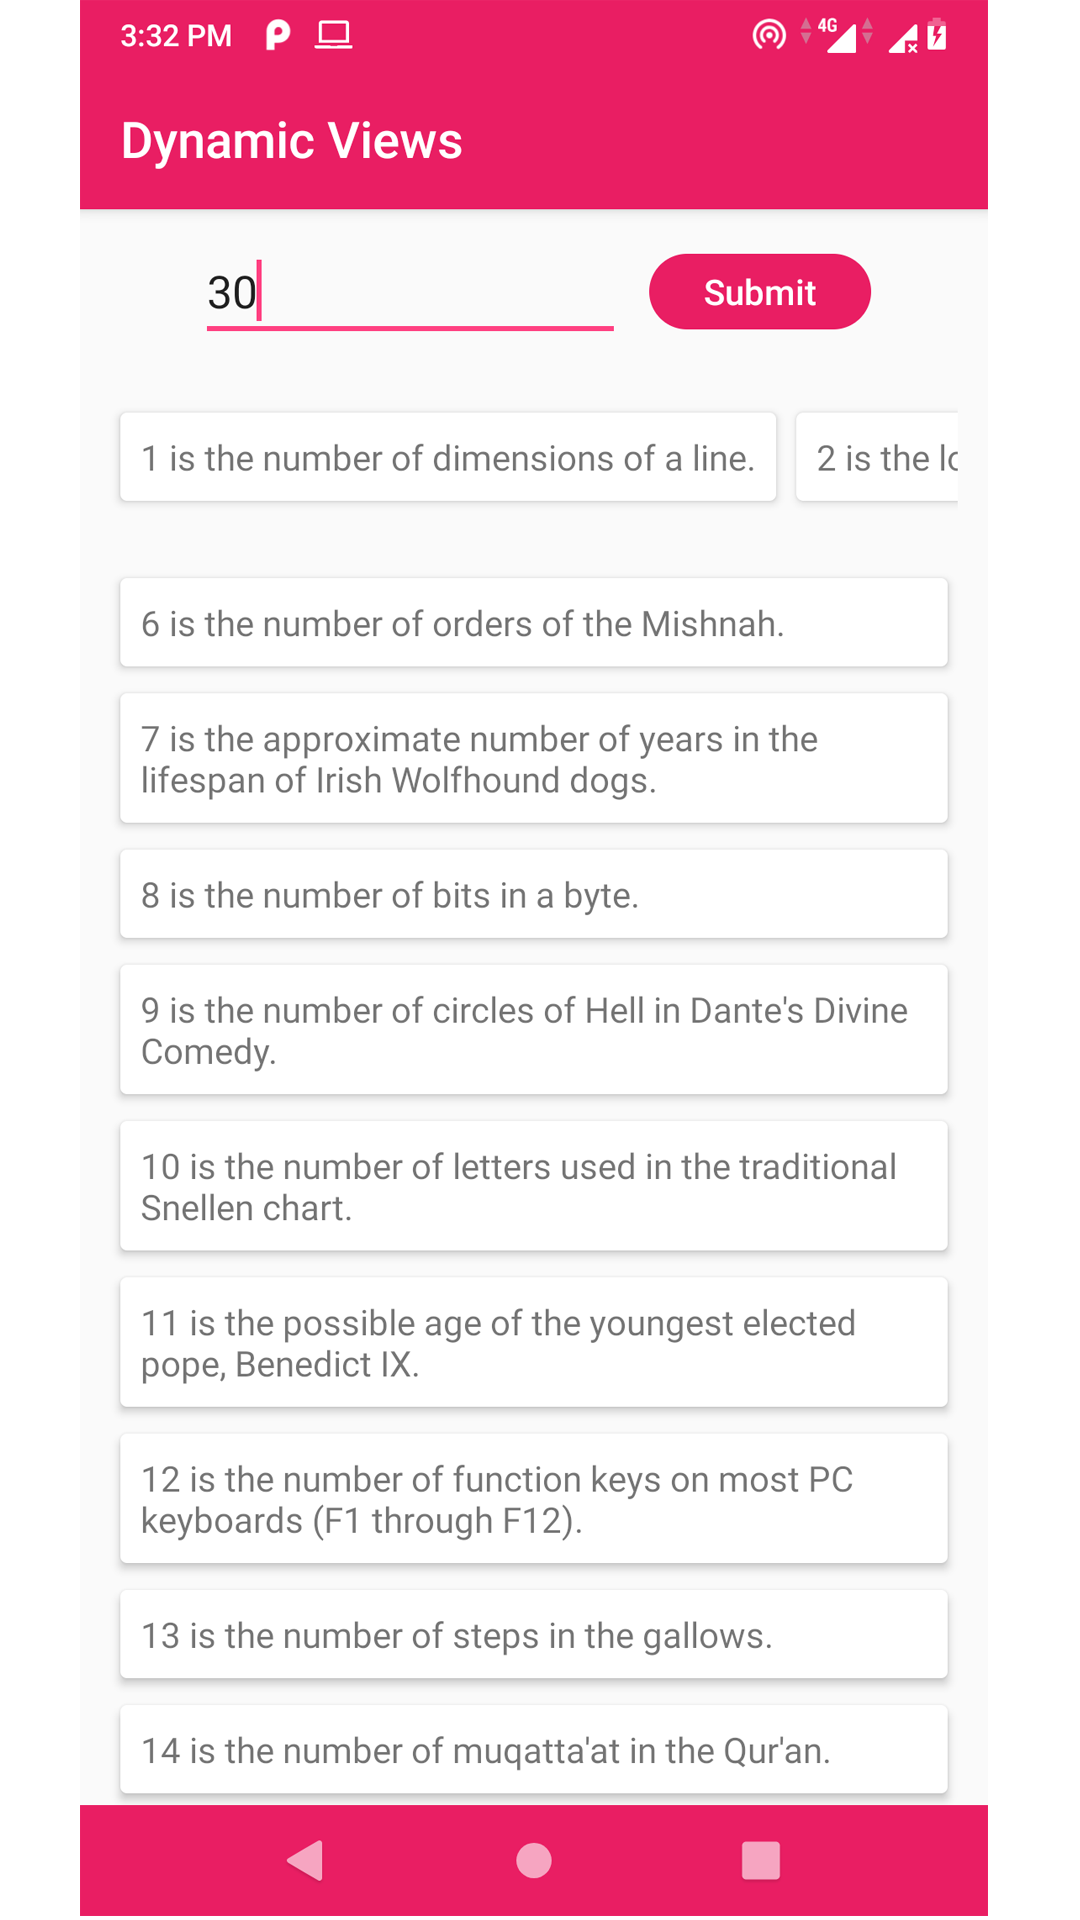 3:32 PM
4G
Dynamic Views
30
Submit
1 is the number of dimensions of a line.
2 is the
6 is the number of orders of the Mishnah.
7 is the approximate number of years in the
lifespan of Irish Wolfhound dogs.
8 is the number of bits in a byte.
9 is the number of circles of Hell in Dante's Divine
Comedy.
10 is the number of letters used in the traditional
Snellen chart.
11 is the possible age of the youngest elected
pope, Benedict IX.
12 is the number of function keys on most PC
keyboards (F1 through F12).
13 is the number of steps in the gallows.
14 is the number of muqatta'at in the Qur'an.